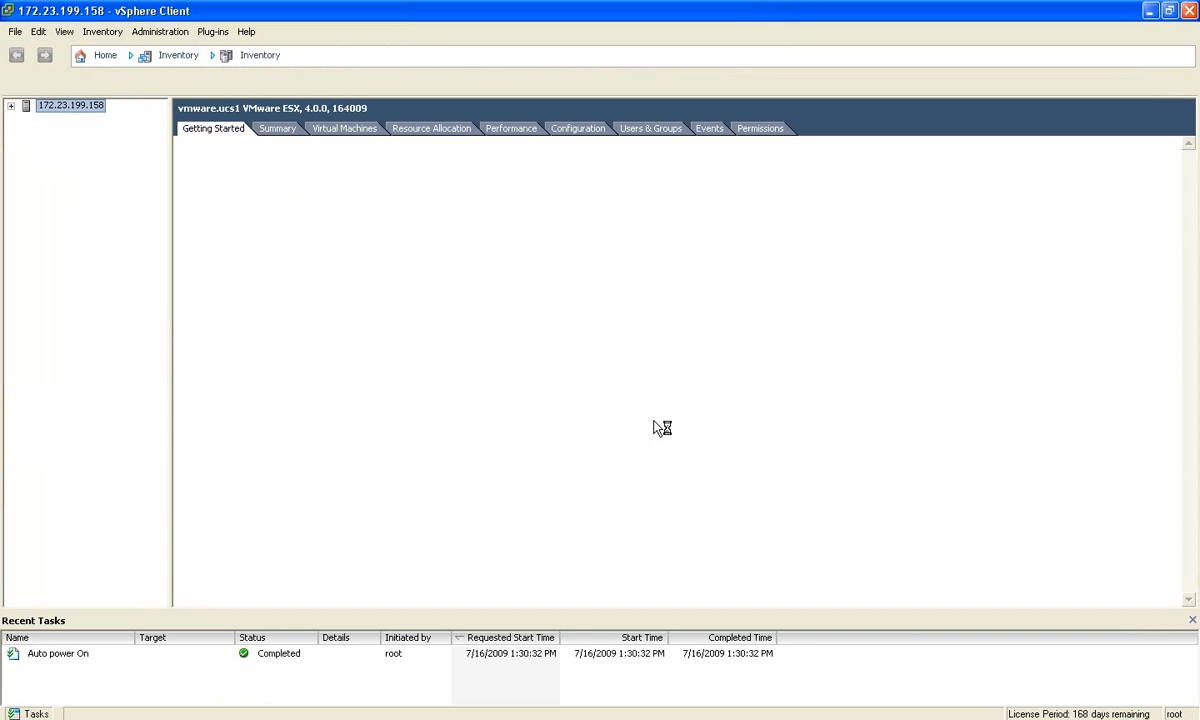 172.23.199.158 - vSphere Client
File Edit View Inventory Administration Plug-ins Help
Home Inventory Inventory
172.23.199.158
vmware.ucs1 VMware ESX, 4.0.0, 164009
Getting Started Summary Virtual Machines Resource Allocation Performance Configuration Users & Groups Events Permissions
Recent Tasks
Name Target Status Details Initiated by Requested Start Time Start Time Completed Time
Auto power On Completed root 7/16/2009 1:30:32 PM 7/16/2009 1:30:32 PM 7/16/2009 1:30:32 PM
Tasks License Period: 168 days remaining root